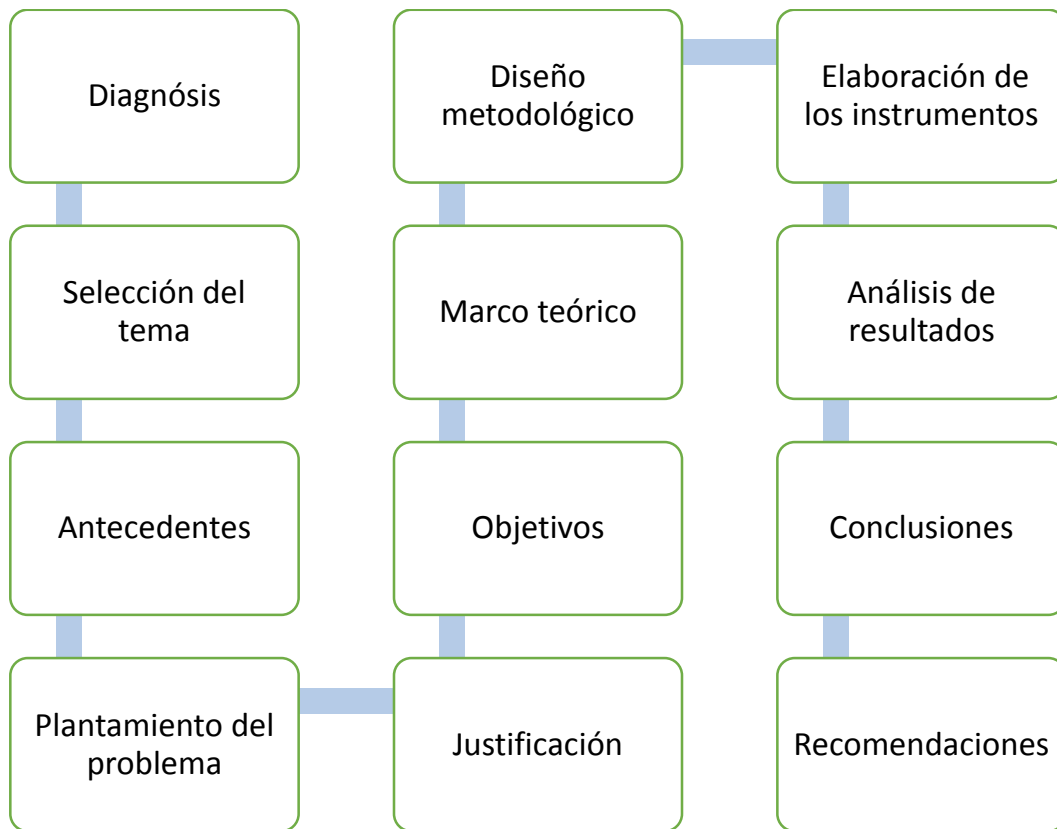 Diagnósis
Selección del
tema
Antecedentes
Plantamiento del
problema
Justificación
Objetivos
Marco teórico
Diseño
metodológico
Elaboración de
los instrumentos
Análisis de
resultados
Conclusiones
Recomendaciones